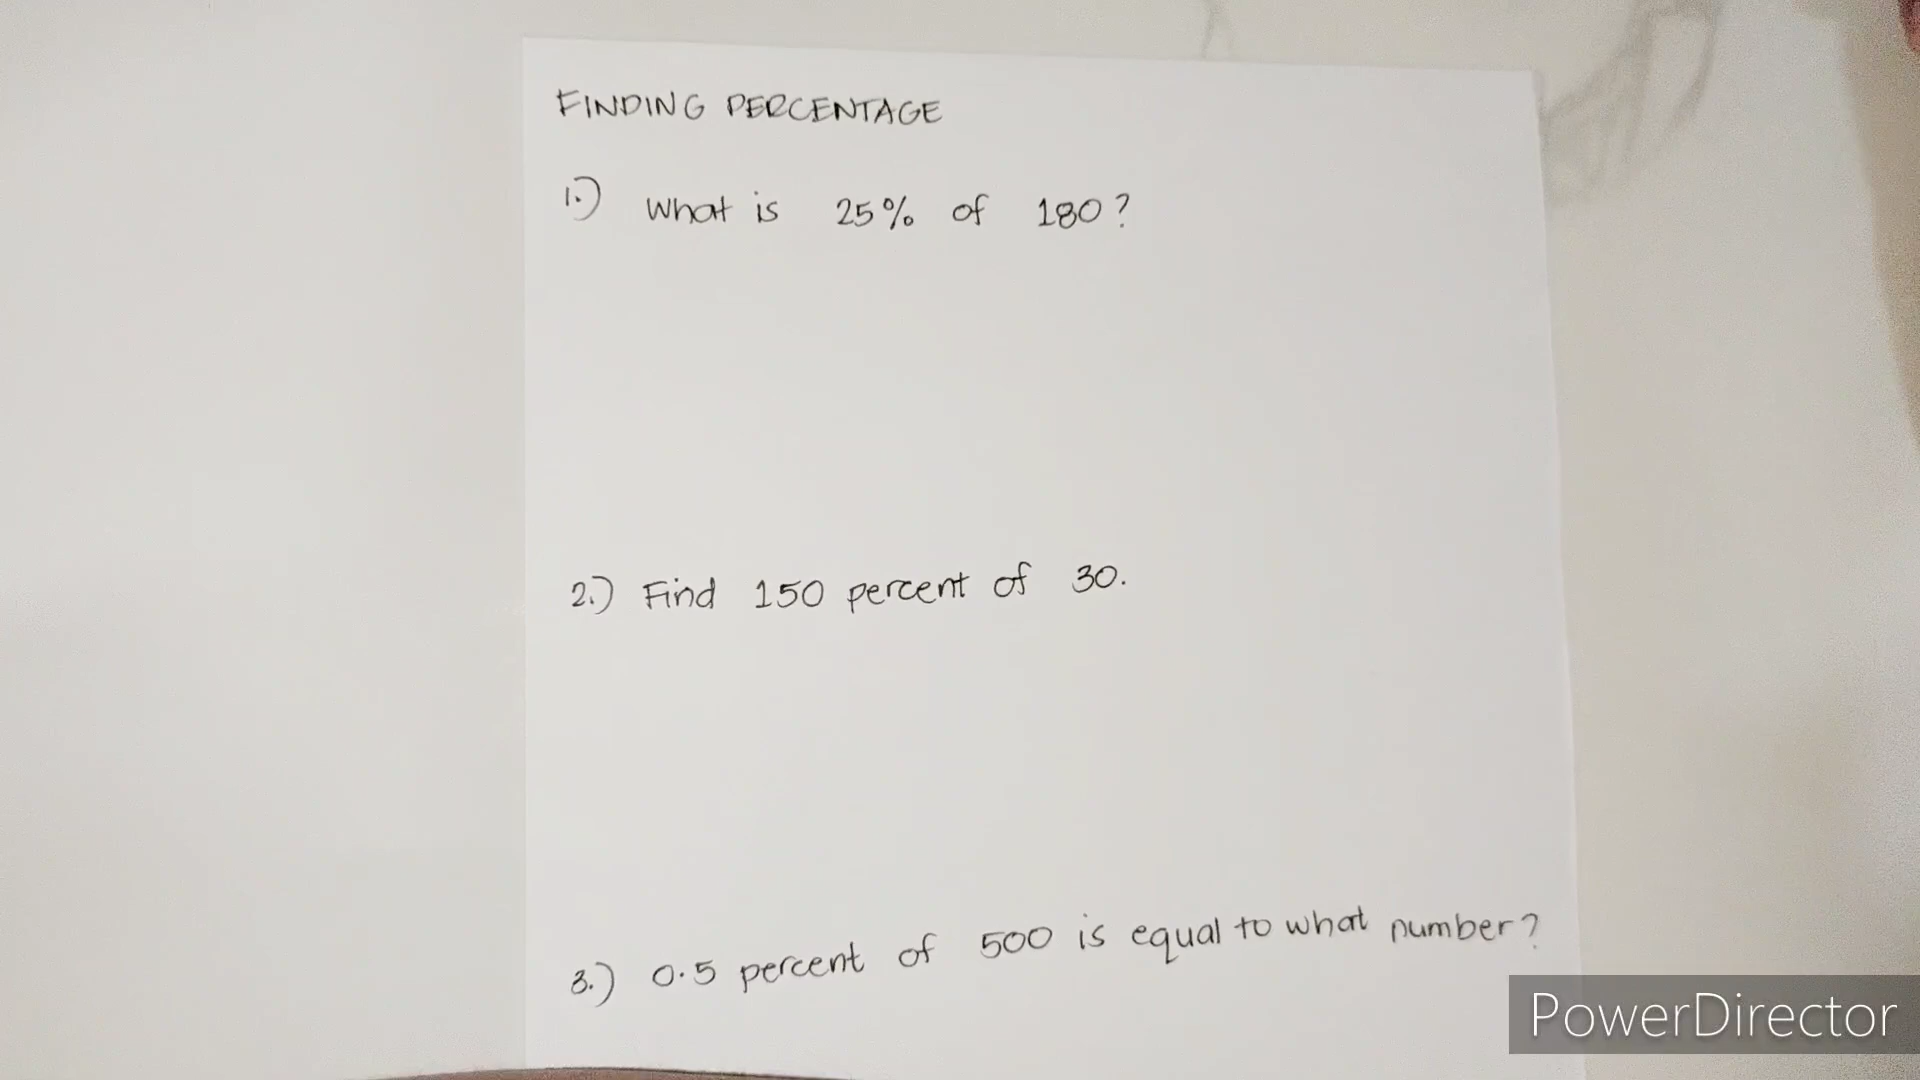 FINDING PERCENTAGE
1.) What is 25% of 180?
2.) Find 150 percent of 30.
3.) 0.5 percent of 500 is equal to what number?
PowerDirector